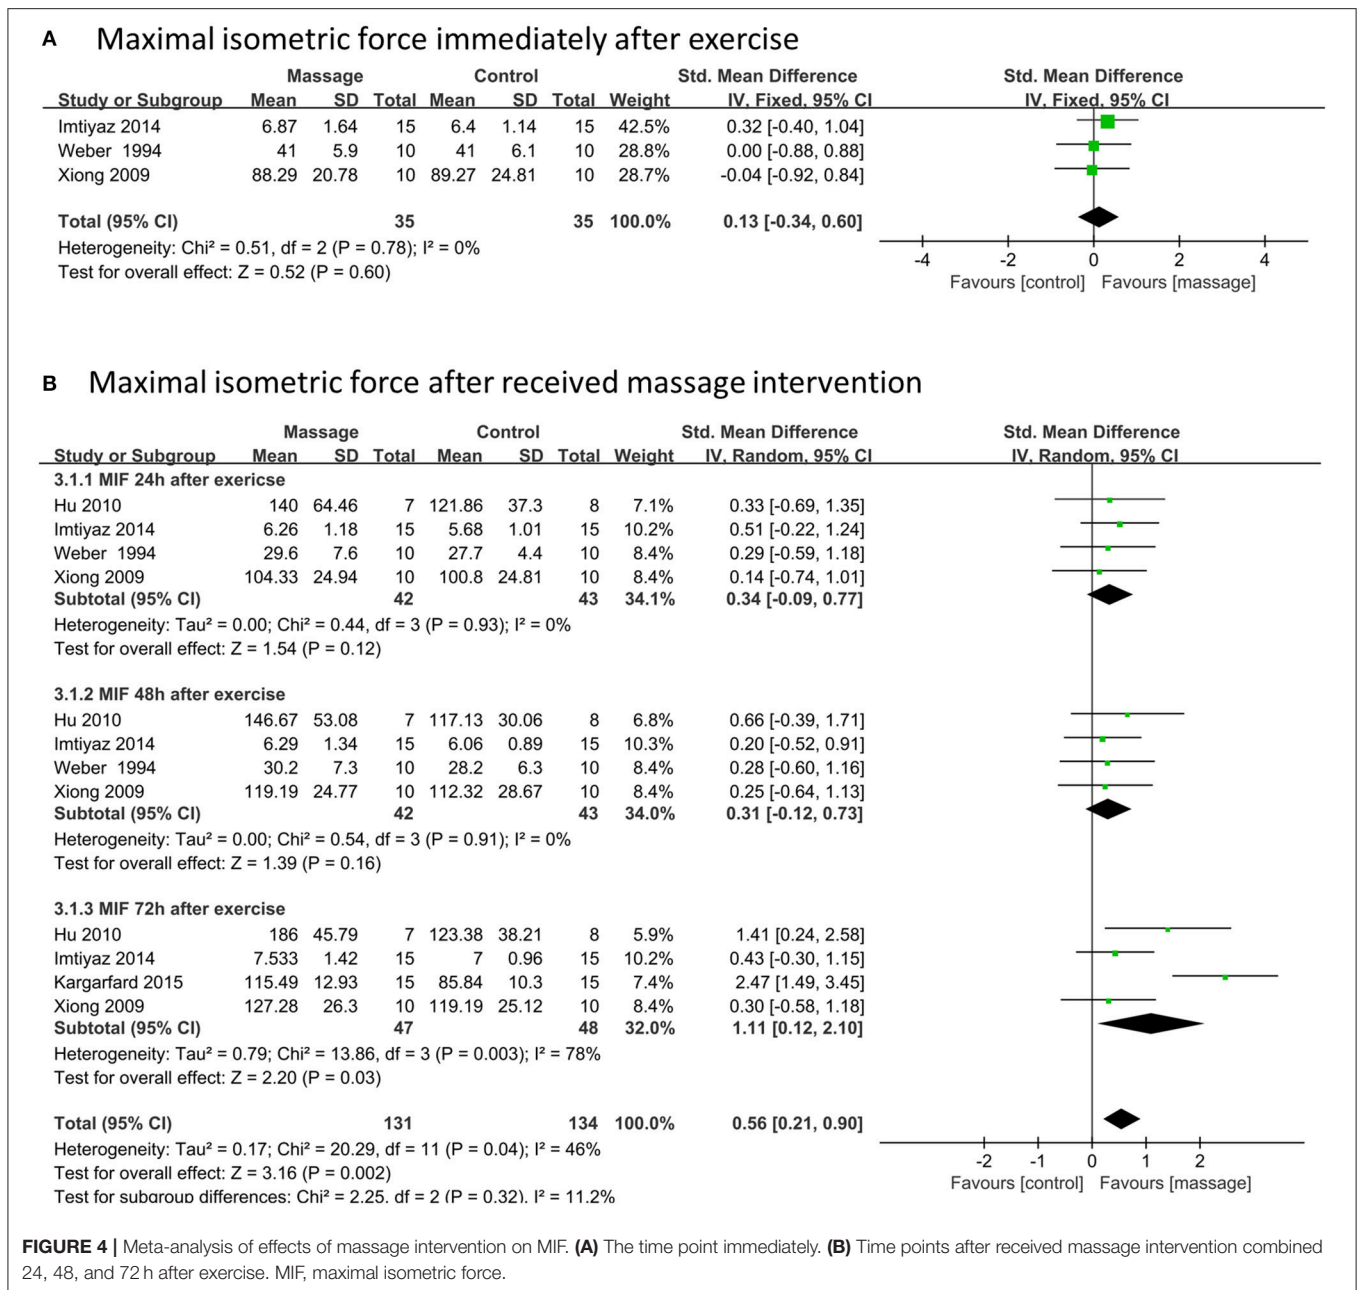 A Maximal isometric force immediately after exercise
Massage Control Std. Mean Difference Std. Mean Difference
Study or Subgroup Mean SD Total Mean SD Total Weight IV, Fixed, 95% CI IV, Fixed, 95% CI
Imtiyaz 2014 6.87 1.64 15 6.4 1.14 15 42.5% 0.32 [-0.40, 1.04]
Weber 1994 41 5.9 10 41 6.1 10 28.8% 0.00 [-0.88, 0.88]
Xiong 2009 88.29 20.78 10 89.27 24.81 10 28.7% -0.04 [-0.92, 0.84]
Total (95% CI) 35 35 100.0% 0.13 [-0.34, 0.60]
Heterogeneity: Chi² = 0.51, df = 2 (P = 0.78); I² = 0%
Test for overall effect: Z = 0.52 (P = 0.60)
-4 -2 0 2 4
Favours [control] Favours [massage]
B Maximal isometric force after received massage intervention
Massage Control Std. Mean Difference Std. Mean Difference
Study or Subgroup Mean SD Total Mean SD Total Weight IV, Random, 95% CI IV, Random, 95% CI
3.1.1 MIF 24h after exericse
Hu 2010 140 64.46 7 121.86 37.3 8 7.1% 0.33 [-0.69, 1.35]
Imtiyaz 2014 6.26 1.18 15 5.68 1.01 15 10.2% 0.51 [-0.22, 1.24]
Weber 1994 29.6 7.6 10 27.7 4.4 10 8.4% 0.29 [-0.59, 1.18]
Xiong 2009 104.33 24.94 10 100.8 24.81 10 8.4% 0.14 [-0.74, 1.01]
Subtotal (95% CI) 42 43 34.1% 0.34 [-0.09, 0.77]
Heterogeneity: Tau² = 0.00; Chi² = 0.44, df = 3 (P = 0.93); I² = 0%
Test for overall effect: Z = 1.54 (P = 0.12)
3.1.2 MIF 48h after exercise
Hu 2010 146.67 53.08 7 117.13 30.06 8 6.8% 0.66 [-0.39, 1.71]
Imtiyaz 2014 6.29 1.34 15 6.06 0.89 15 10.3% 0.20 [-0.52, 0.91]
Weber 1994 30.2 7.3 10 28.2 6.3 10 8.4% 0.28 [-0.60, 1.16]
Xiong 2009 119.19 24.77 10 112.32 28.67 10 8.4% 0.25 [-0.64, 1.13]
Subtotal (95% CI) 42 43 34.0% 0.31 [-0.12, 0.73]
Heterogeneity: Tau² = 0.00; Chi² = 0.54, df = 3 (P = 0.91); I² = 0%
Test for overall effect: Z = 1.39 (P = 0.16)
3.1.3 MIF 72h after exercise
Hu 2010 186 45.79 7 123.38 38.21 8 5.9% 1.41 [0.24, 2.58]
Imtiyaz 2014 7.533 1.42 15 7 0.96 15 10.2% 0.43 [-0.30, 1.15]
Kargarfard 2015 115.49 12.93 15 85.84 10.3 15 7.4% 2.47 [1.49, 3.45]
Xiong 2009 127.28 26.3 10 119.19 25.12 10 8.4% 0.30 [-0.58, 1.18]
Subtotal (95% CI) 47 48 32.0% 1.11 [0.12, 2.10]
Heterogeneity: Tau² = 0.79; Chi² = 13.86, df = 3 (P = 0.003); I² = 78%
Test for overall effect: Z = 2.20 (P = 0.03)
Total (95% CI) 131 134 100.0% 0.56 [0.21, 0.90]
Heterogeneity: Tau² = 0.17; Chi² = 20.29, df = 11 (P = 0.04); I² = 46%
Test for overall effect: Z = 3.16 (P = 0.002)
Test for subgroup differences: Chi² = 2.25, df = 2 (P = 0.32), I² = 11.2%
-2 -1 0 1 2
Favours [control] Favours [massage]
FIGURE 4 | Meta-analysis of effects of massage intervention on MIF. (A) The time point immediately. (B) Time points after received massage intervention combined
24, 48, and 72 h after exercise. MIF, maximal isometric force.